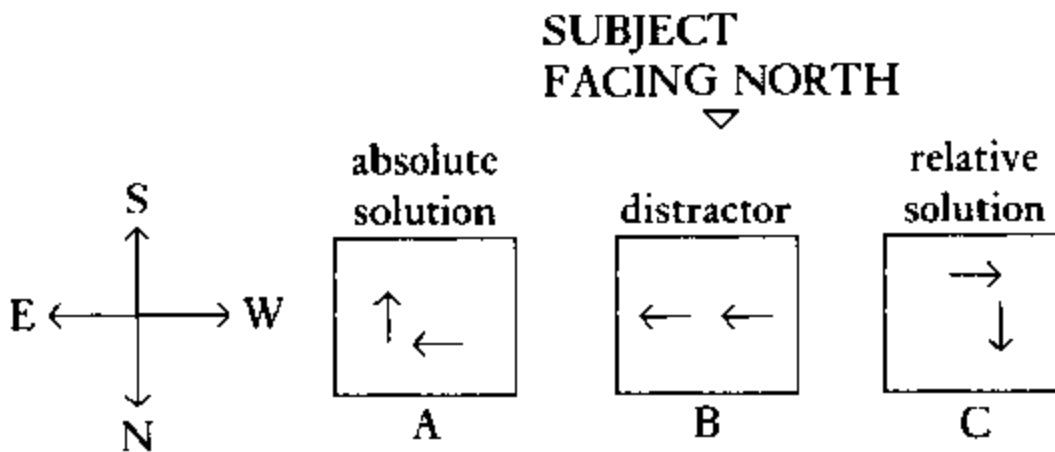 SUBJECT
FACING NORTH
absolute
solution
distractor
relative
solution
S
E
W
N
A
B
C